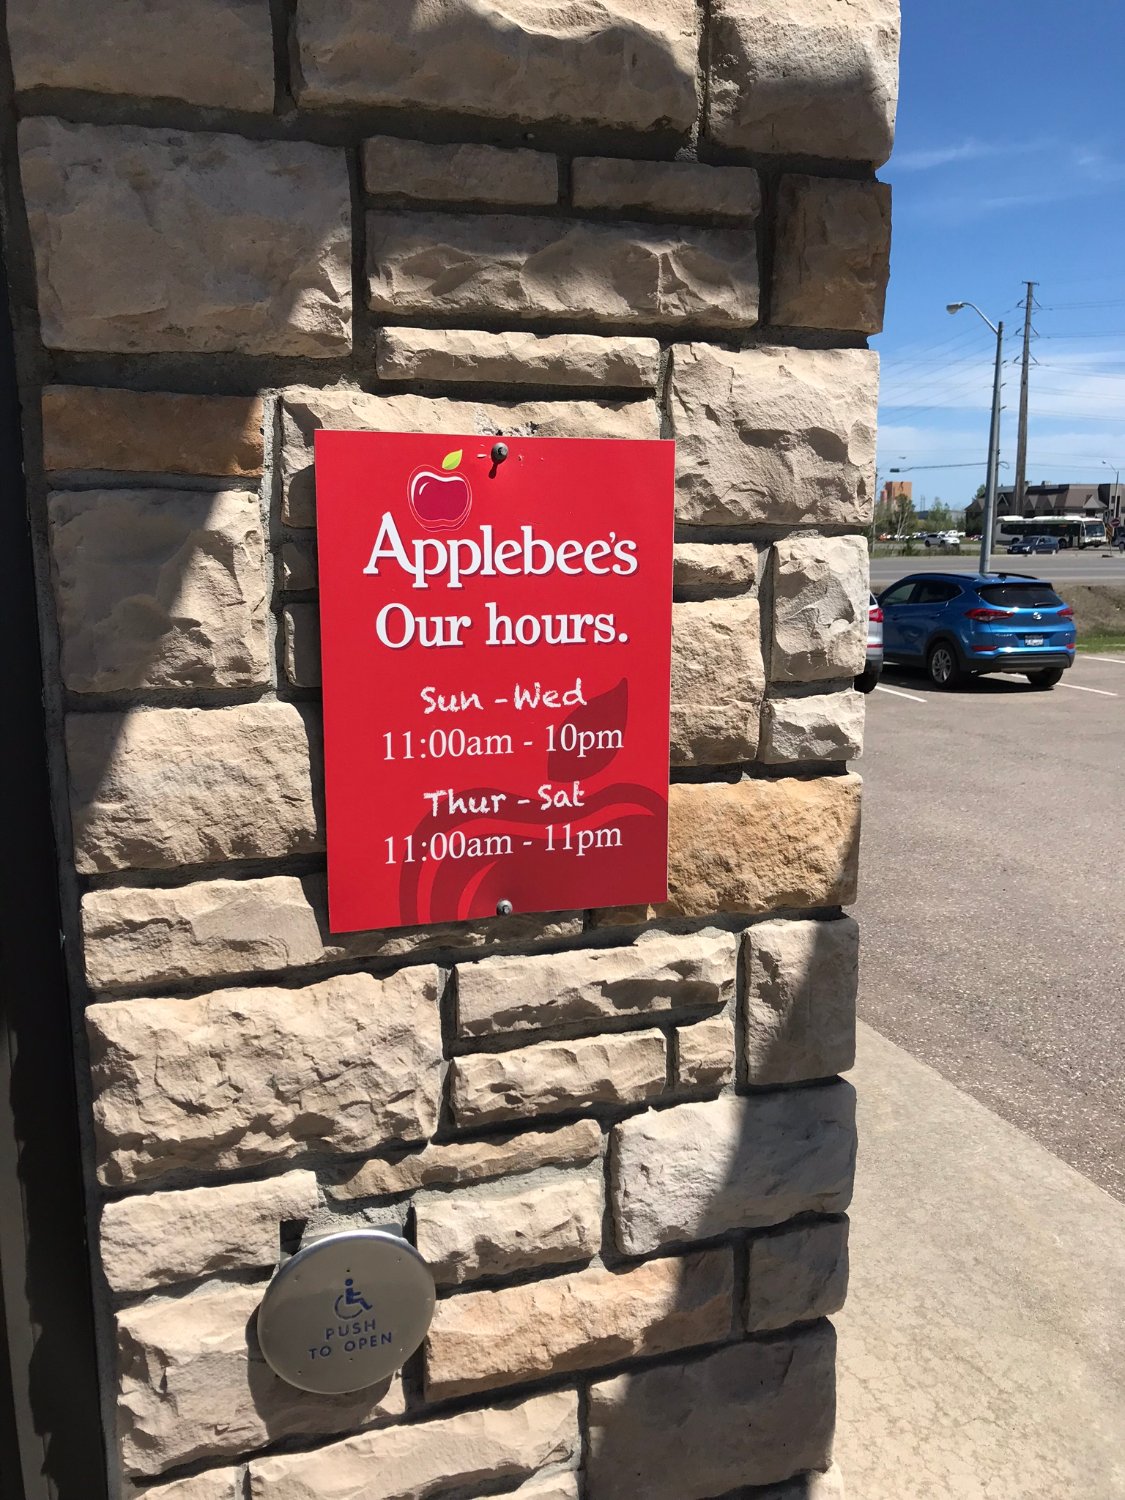 Applebee's
Our hours.
Sun - Wed
11:00am - 10pm
Thur - Sat
11:00am - 11pm
PUSH
TO OPEN